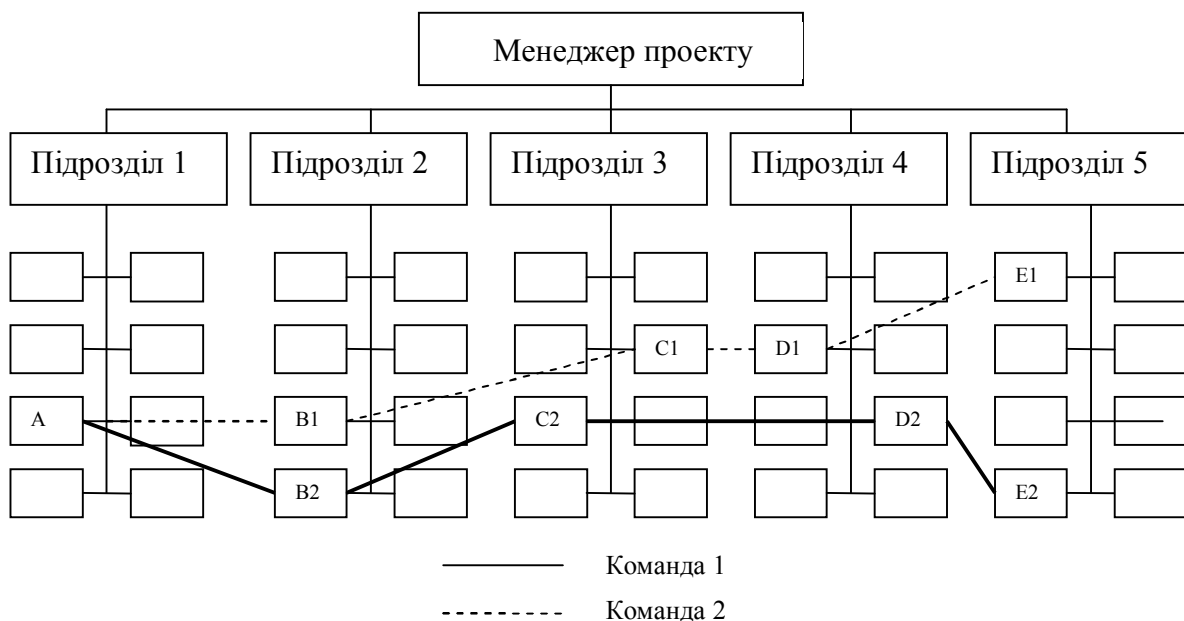 Менеджер проекту
Підрозділ 1
Підрозділ 2
Підрозділ 3
Підрозділ 4
Підрозділ 5
E1
C1
D1
A
B1
C2
D2
B2
E2
Команда 1
Команда 2